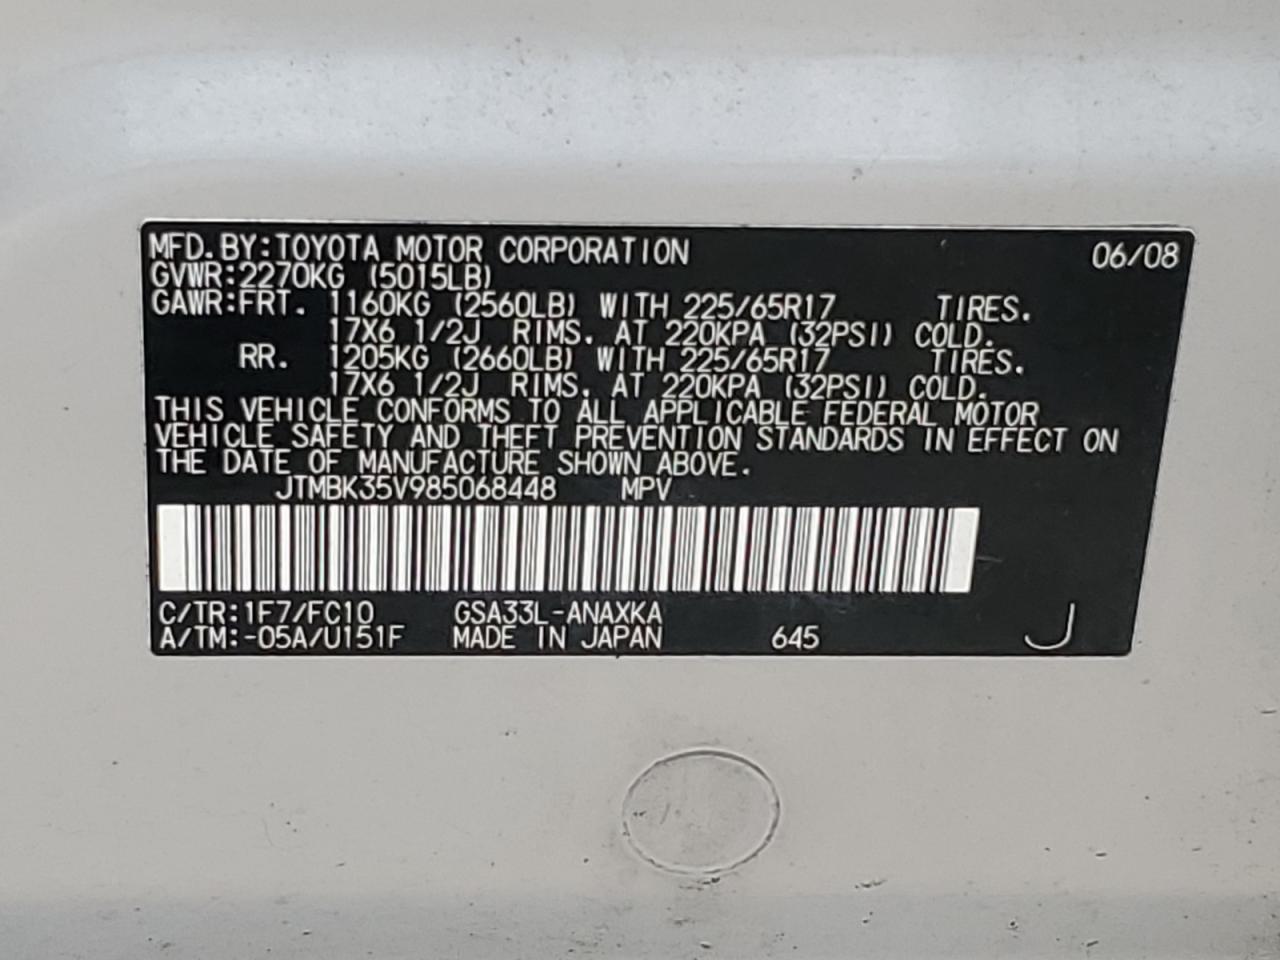 MFD. BY: TOYOTA MOTOR CORPORATION 06/08
GVWR: 2270KG (5015LB)
GAWR: FRT. 1160KG (2560LB) WITH 225/65R17 TIRES.
17X6 1/2J RIMS. AT 220KPA (32PSI) COLD.
RR. 1205KG (2660LB) WITH 225/65R17 TIRES.
17X6 1/2J RIMS. AT 220KPA (32PSI) COLD.
THIS VEHICLE CONFORMS TO ALL APPLICABLE FEDERAL MOTOR
VEHICLE SAFETY AND THEFT PREVENTION STANDARDS IN EFFECT ON
THE DATE OF MANUFACTURE SHOWN ABOVE.
JTMBK35V985068448 MPV
C/TR: 1F7/FC10 GSA33L-ANAXKA
A/TM: -05A/U151F MADE IN JAPAN 645 J